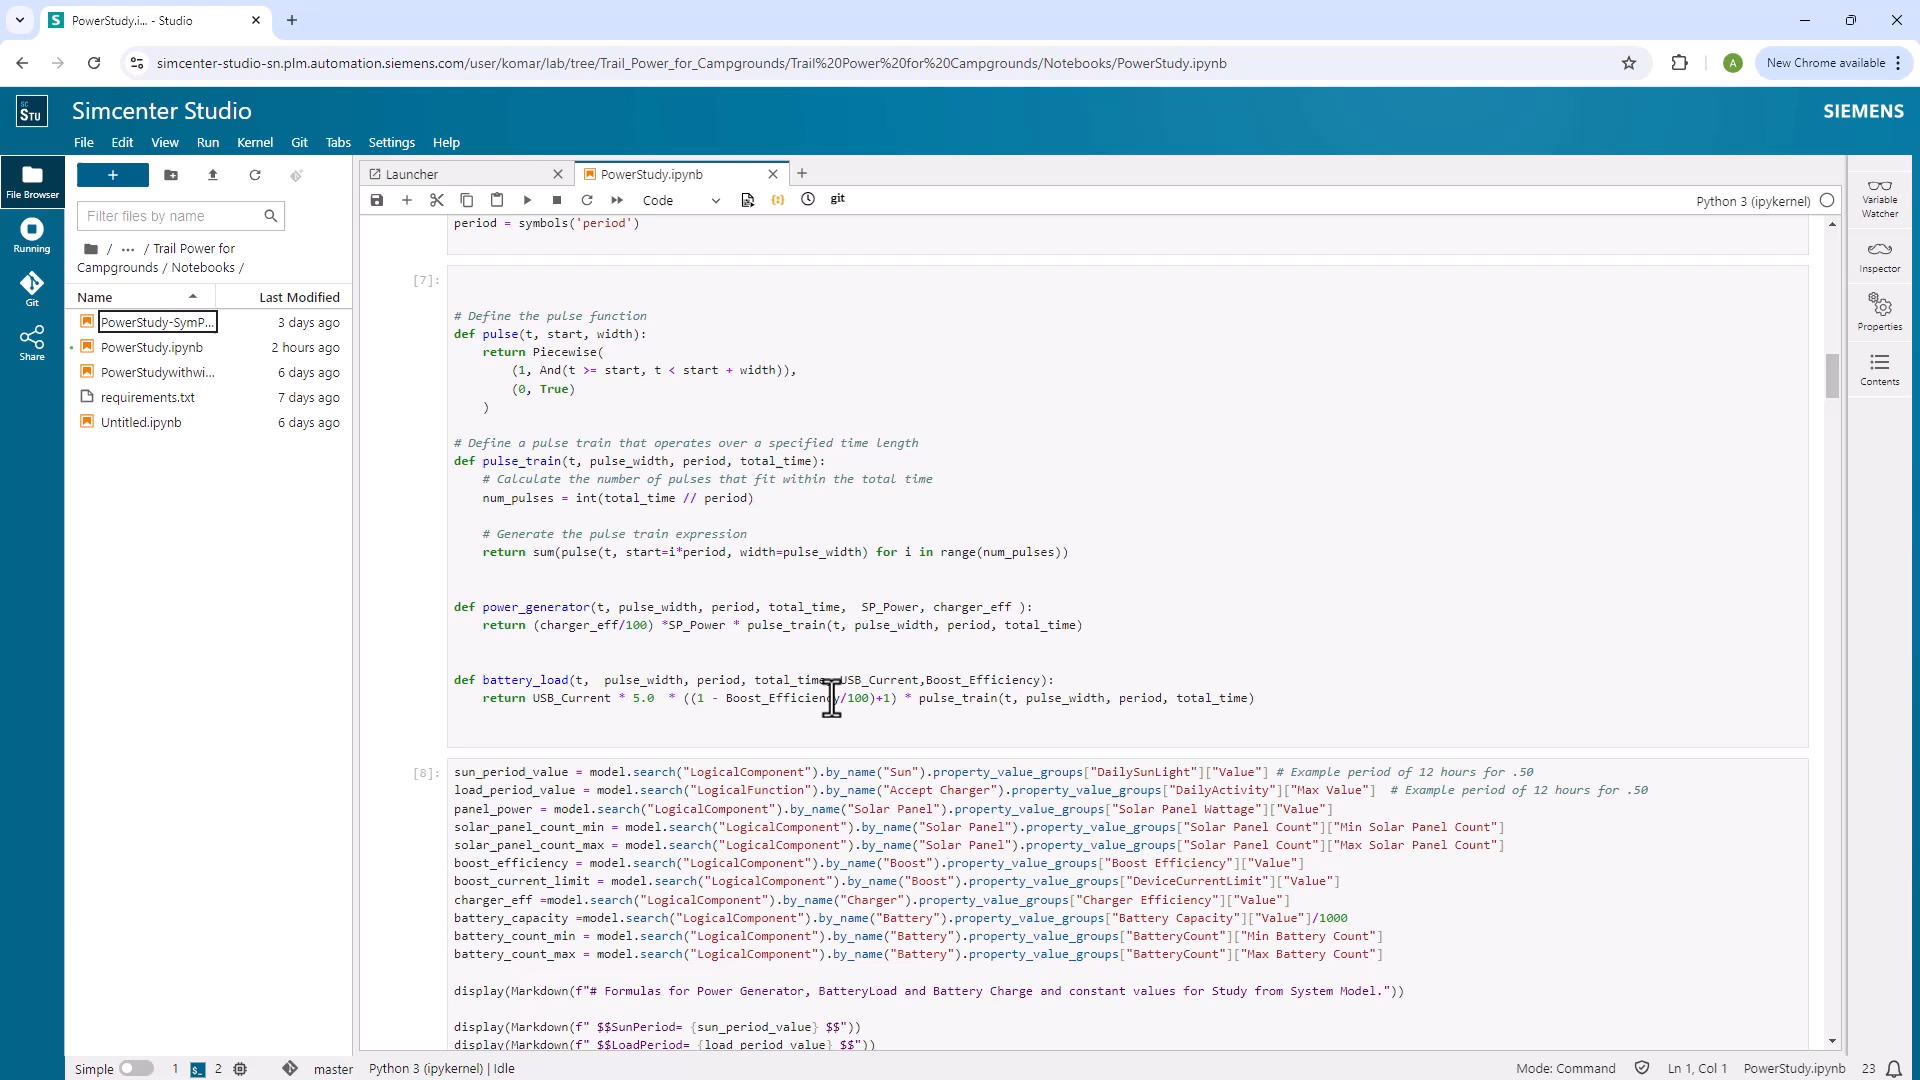 PowerStudy.i... - Studio
simcenter-studio-sn.plm.automation.siemens.com/user/komar/lab/tree/Trail_Power_for_Campgrounds/Trail%20Power%20for%20Campgrounds/Notebooks/PowerStudy.ipynb
A
New Chrome available
SC
STU
Simcenter Studio
SIEMENS
File Edit View Run Kernel Git Tabs Settings Help
File Browser
Running
Git
Share
Filter files by name
/ ... / Trail Power for
Campgrounds / Notebooks /
Name Last Modified
PowerStudy-SymP... 3 days ago
PowerStudy.ipynb 2 hours ago
PowerStudywithwi... 6 days ago
requirements.txt 7 days ago
Untitled.ipynb 6 days ago
Launcher
PowerStudy.ipynb
Code
git
Python 3 (ipykernel)
Variable
Watcher
Inspector
Properties
Contents
period = symbols('period')
[7]:
# Define the pulse function
def pulse(t, start, width):
return Piecewise(
(1, And(t >= start, t < start + width)),
(0, True)
)
# Define a pulse train that operates over a specified time length
def pulse_train(t, pulse_width, period, total_time):
# Calculate the number of pulses that fit within the total time
num_pulses = int(total_time // period)
# Generate the pulse train expression
return sum(pulse(t, start=i*period, width=pulse_width) for i in range(num_pulses))
def power_generator(t, pulse_width, period, total_time,  SP_Power, charger_eff ):
return (charger_eff/100) *SP_Power * pulse_train(t, pulse_width, period, total_time)
def battery_load(t,  pulse_width, period, total_time, USB_Current,Boost_Efficiency):
return USB_Current * 5.0  * ((1 - Boost_Efficiency/100)+1) * pulse_train(t, pulse_width, period, total_time)
[8]:
sun_period_value = model.search("LogicalComponent").by_name("Sun").property_value_groups["DailySunLight"]["Value"] # Example period of 12 hours for .50
load_period_value = model.search("LogicalFunction").by_name("Accept Charger").property_value_groups["DailyActivity"]["Max Value"]  # Example period of 12 hours for .50
panel_power = model.search("LogicalComponent").by_name("Solar Panel").property_value_groups["Solar Panel Wattage"]["Value"]
solar_panel_count_min = model.search("LogicalComponent").by_name("Solar Panel").property_value_groups["Solar Panel Count"]["Min Solar Panel Count"]
solar_panel_count_max = model.search("LogicalComponent").by_name("Solar Panel").property_value_groups["Solar Panel Count"]["Max Solar Panel Count"]
boost_efficiency = model.search("LogicalComponent").by_name("Boost").property_value_groups["Boost Efficiency"]["Value"]
boost_current_limit = model.search("LogicalComponent").by_name("Boost").property_value_groups["DeviceCurrentLimit"]["Value"]
charger_eff =model.search("LogicalComponent").by_name("Charger").property_value_groups["Charger Efficiency"]["Value"]
battery_capacity =model.search("LogicalComponent").by_name("Battery").property_value_groups["Battery Capacity"]["Value"]/1000
battery_count_min = model.search("LogicalComponent").by_name("Battery").property_value_groups["BatteryCount"]["Min Battery Count"]
battery_count_max = model.search("LogicalComponent").by_name("Battery").property_value_groups["BatteryCount"]["Max Battery Count"]
display(Markdown(f"# Formulas for Power Generator, BatteryLoad and Battery Charge and constant values for Study from System Model."))
display(Markdown(f" $$SunPeriod= {sun_period_value} $$"))
display(Markdown(f" $$LoadPeriod= {load_period_value} $$"))
Simple 1 2 master Python 3 (ipykernel) | Idle Mode: Command Ln 1, Col 1 PowerStudy.ipynb 23